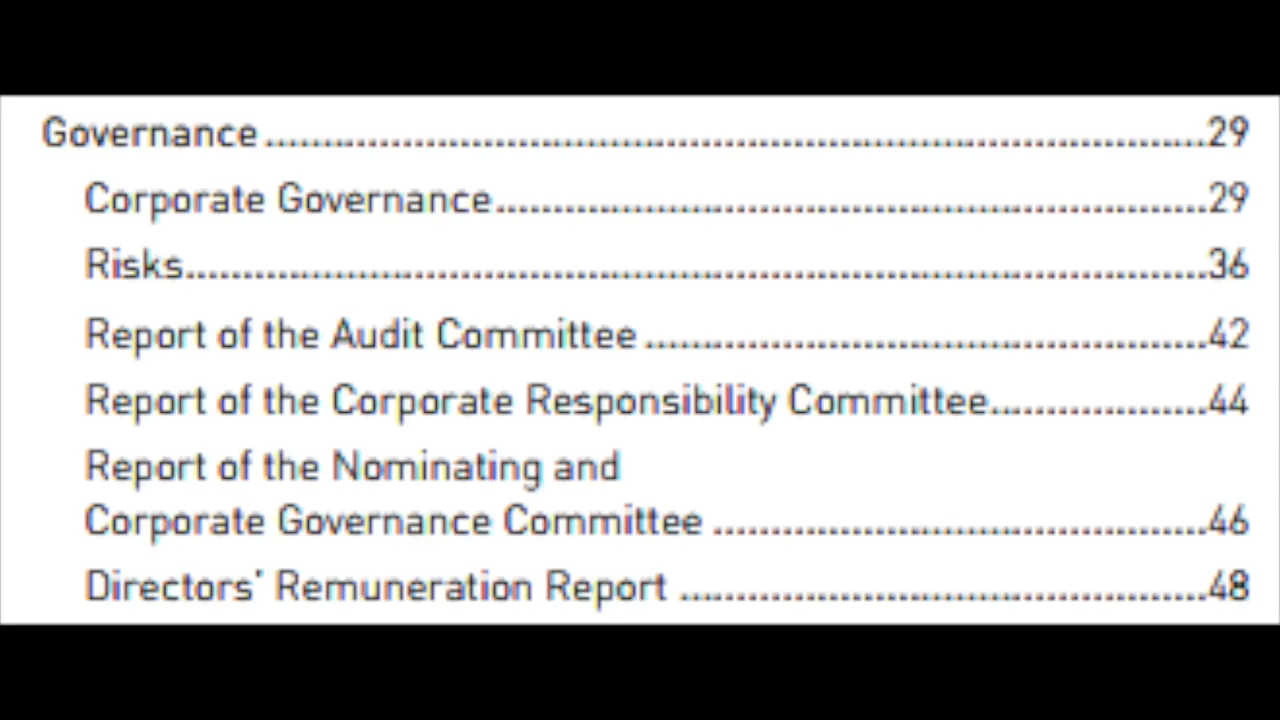 Governance.....29
Corporate Governance.....29
Risks.....36
Report of the Audit Committee.....42
Report of the Corporate Responsibility Committee.....44
Report of the Nominating and
Corporate Governance Committee.....46
Directors' Remuneration Report.....48